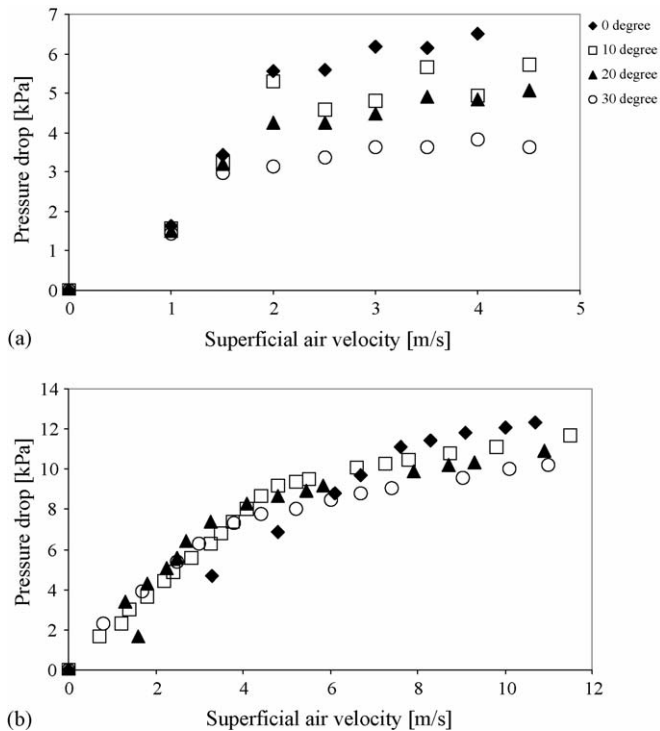 7
6
5
4
3
2
1
0
Pressure drop [kPa]
0 1 2 3 4 5
Superficial air velocity [m/s]
(a)
0 degree
10 degree
20 degree
30 degree
14
12
10
8
6
4
2
0
Pressure drop [kPa]
0 2 4 6 8 10 12
Superficial air velocity [m/s]
(b)